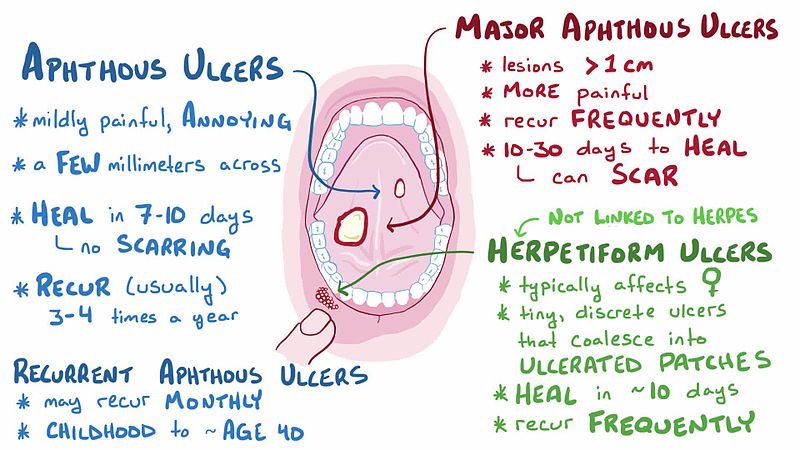 APHTHOUS ULCERS
* mildly painful, ANNOYING
* a FEW millimeters across
* HEAL in 7-10 days
└ no SCARRING
* RECUR (usually)
3-4 times a year
RECURRENT APHTHOUS ULCERS
* may recur MONTHLY
* CHILDHOOD to ~AGE 40
MAJOR APHTHOUS ULCERS
* lesions >1cm
* MORE painful
* recur FREQUENTLY
* 10-30 days to HEAL
└ can SCAR
NOT LINKED TO HERPES
HERPETIFORM ULCERS
* typically affects ♀
* tiny, discrete ulcers
that coalesce into
ULCERATED PATCHES
* HEAL in ~10 days
* recur FREQUENTLY